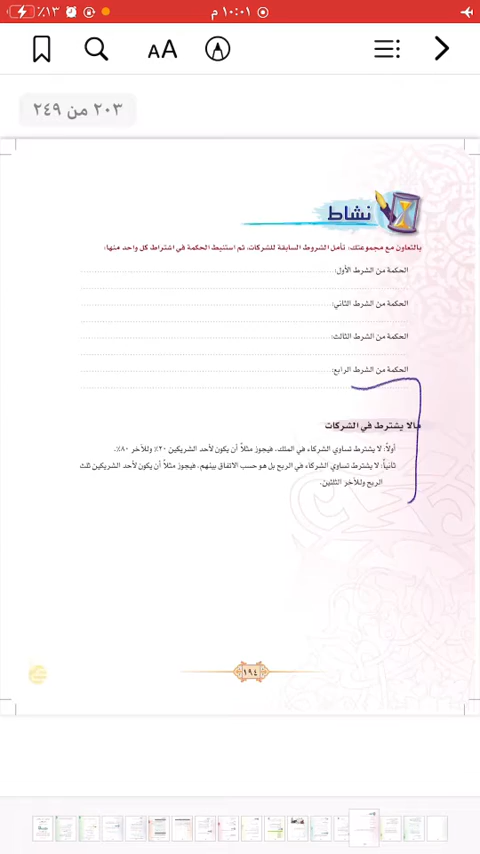 ١٠:٠١ م
١٣٪
AA
٢٠٣ من ٢٤٩
نشاط
بالتعاون مع مجموعتك: تأمل الشروط السابقة للشركات، ثم استنبط الحكمة في اشتراط كل واحد منها:
الحكمة من الشرط الأول:
الحكمة من الشرط الثاني:
الحكمة من الشرط الثالث:
الحكمة من الشرط الرابع:
مالا يشترط في الشركات
أولاً: لا يشترط تساوي الشركاء في الملك، فيجوز مثلاً أن يكون لأحد الشريكين ٢٠٪ وللآخر ٨٠٪.
ثانياً: لا يشترط تساوي الشركاء في الربح بل هو حسب الاتفاق بينهم، فيجوز مثلاً أن يكون لأحد الشريكين ثلث
الربح وللآخر الثلثين.
١٩٤